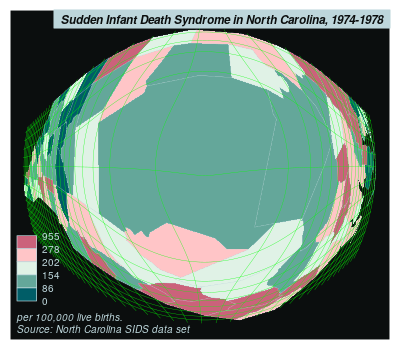 Sudden Infant Death Syndrome in North Carolina, 1974-1978
955
278
202
154
86
0
per 100,000 live births.
Source: North Carolina SIDS data set